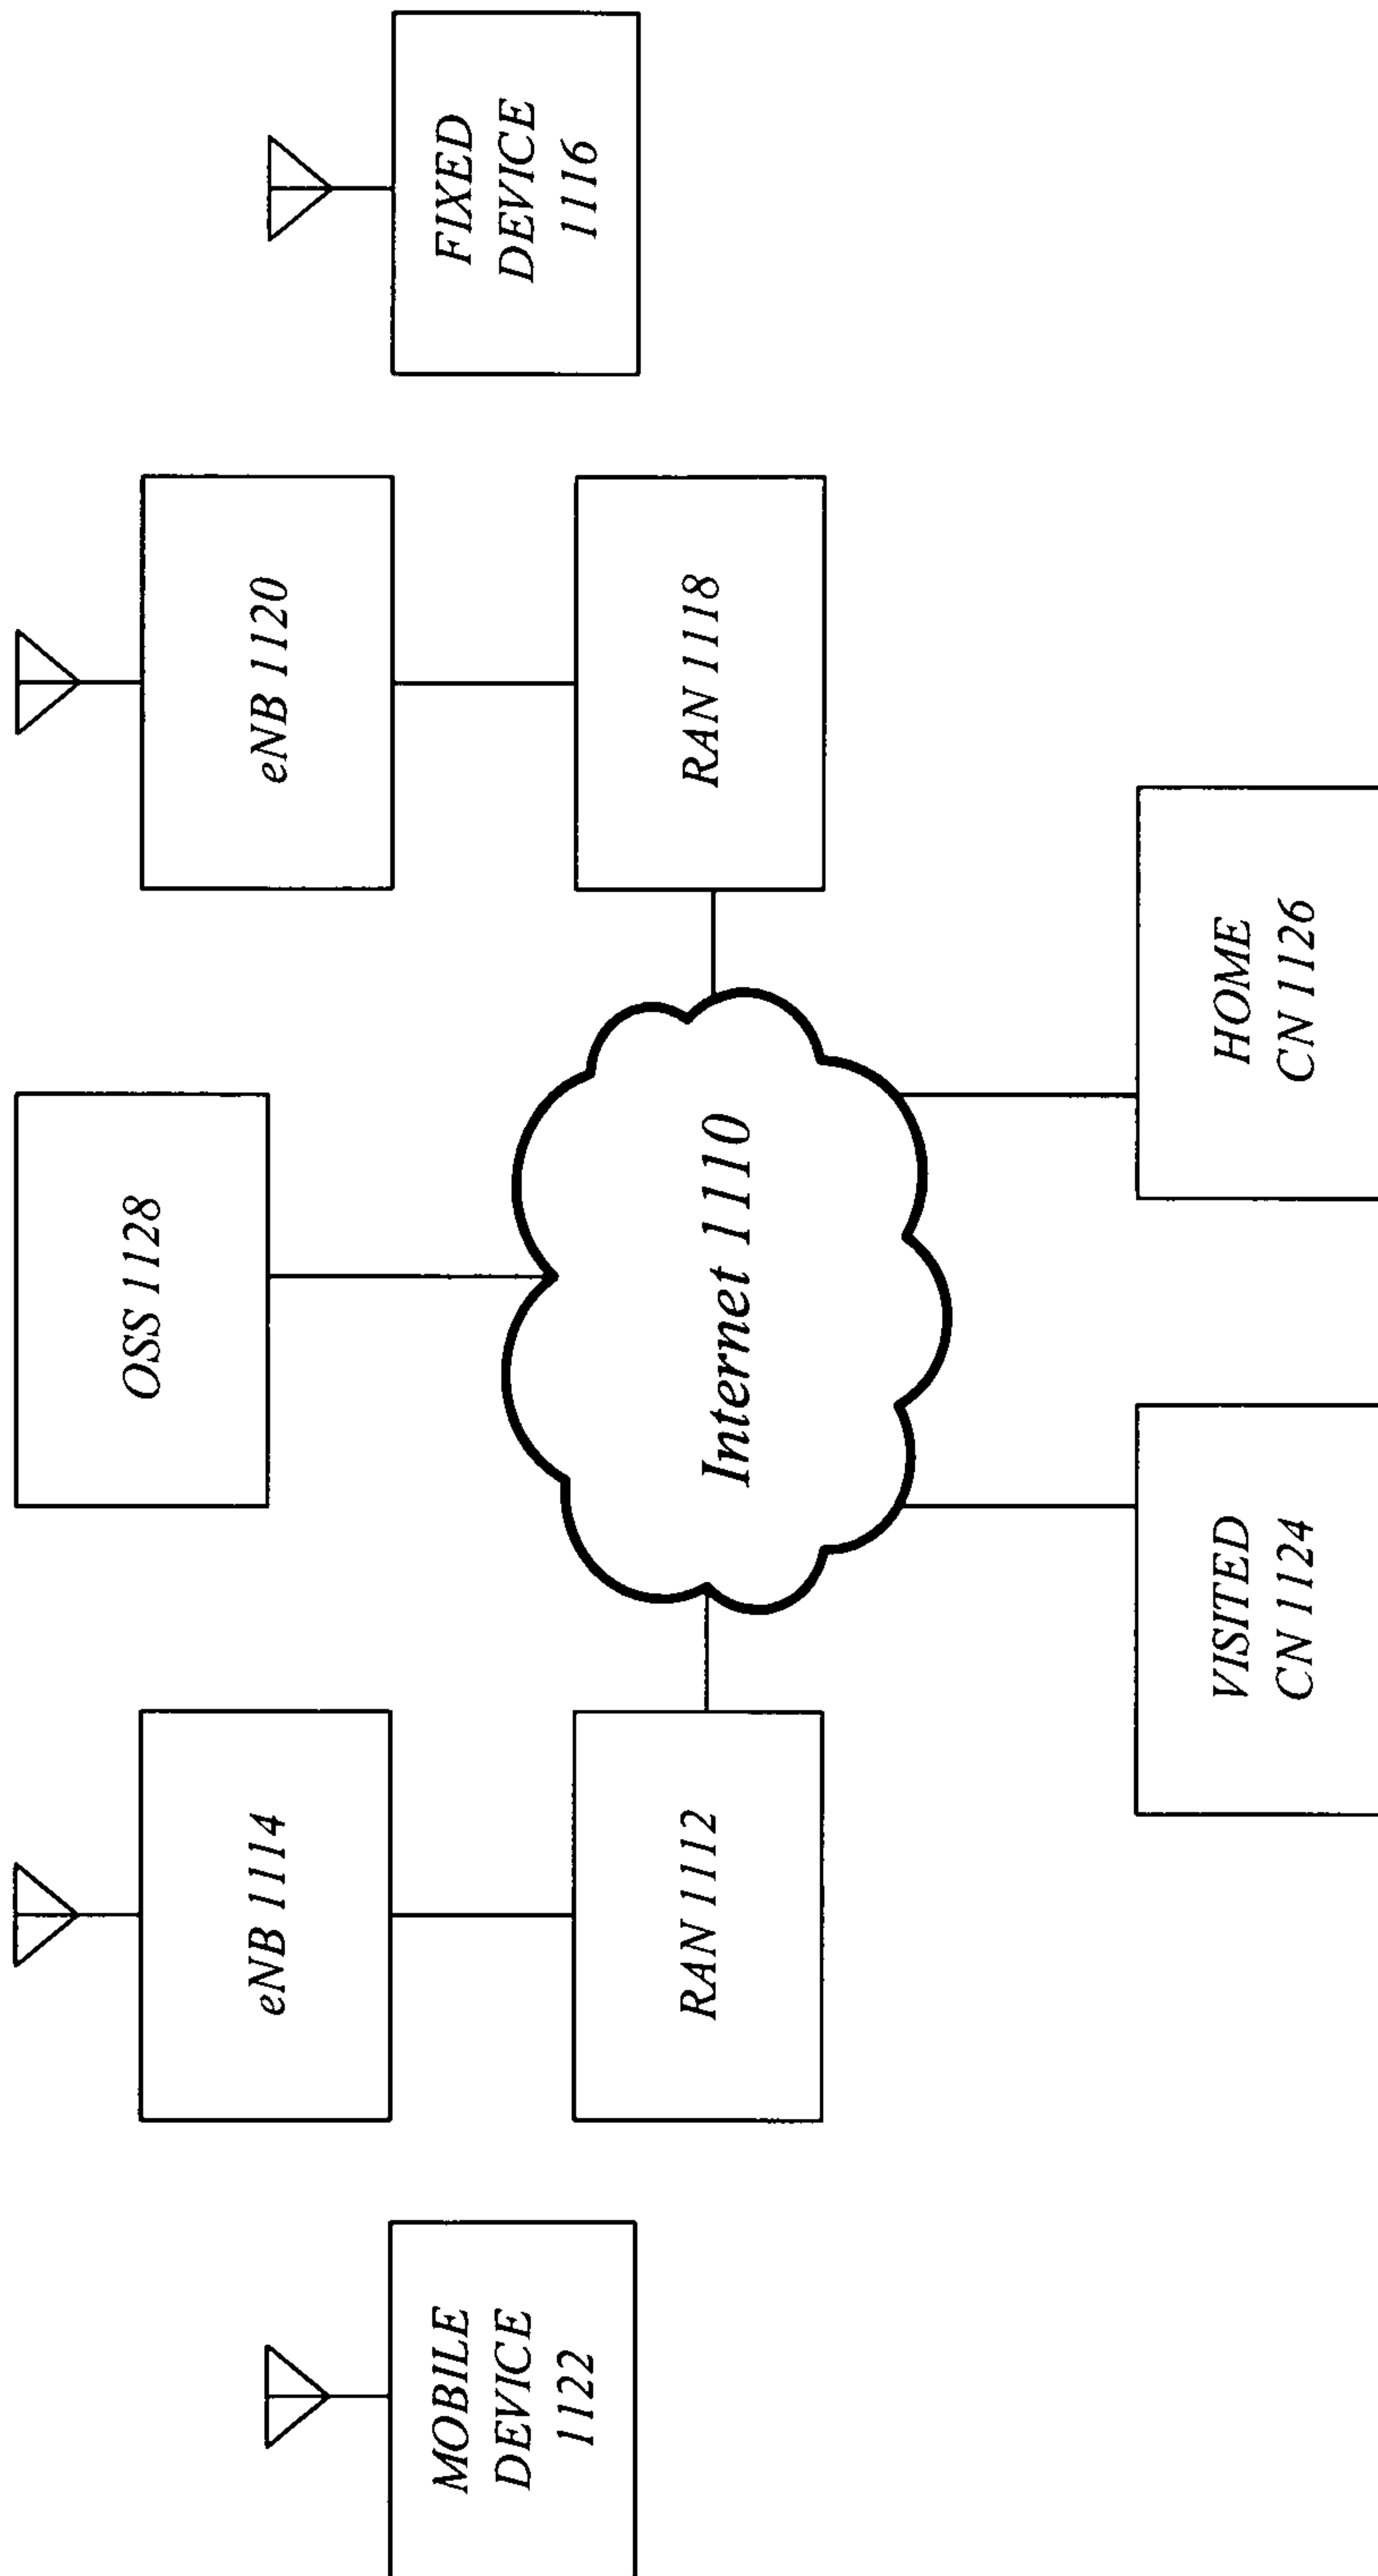 OSS 1128
eNB 1114
eNB 1120
MOBILE
DEVICE
1122
FIXED
DEVICE
1116
RAN 1112
Internet 1110
RAN 1118
VISITED
CN 1124
HOME
CN 1126